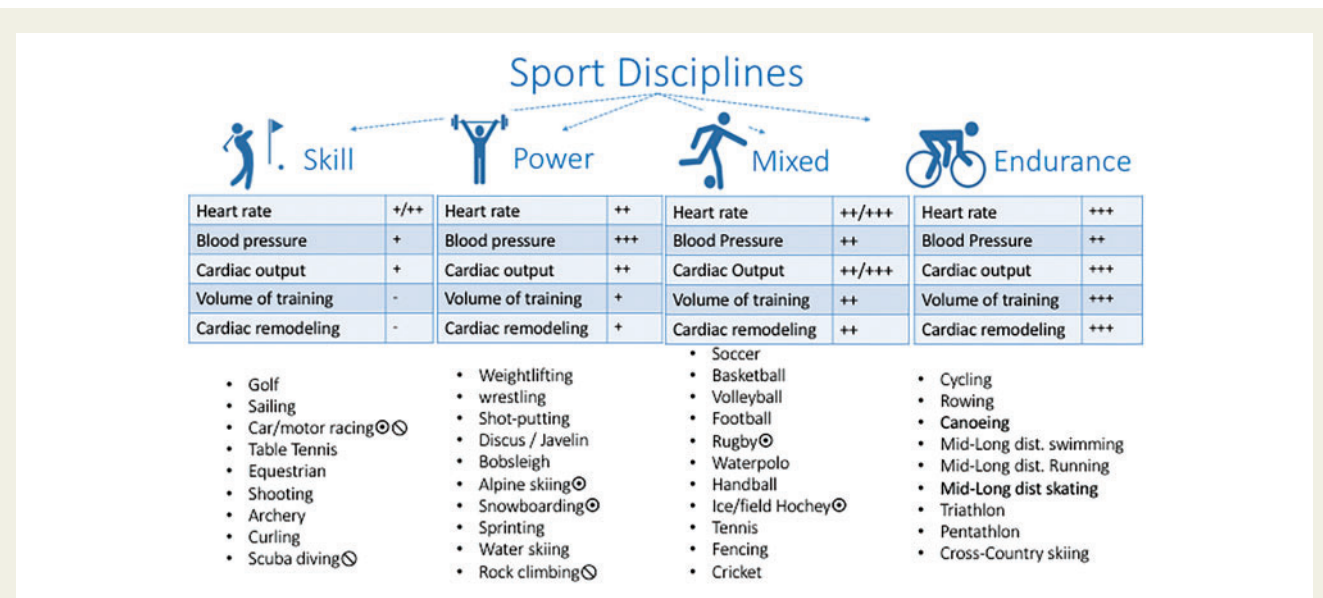 Sport Disciplines
Skill
Heart rate +/++
Blood pressure +
Cardiac output +
Volume of training -
Cardiac remodeling -
• Golf
• Sailing
• Car/motor racing⊙🛇
• Table Tennis
• Equestrian
• Shooting
• Archery
• Curling
• Scuba diving🛇
Power
Heart rate ++
Blood pressure +++
Cardiac output ++
Volume of training +
Cardiac remodeling +
• Weightlifting
• wrestling
• Shot-putting
• Discus / Javelin
• Bobsleigh
• Alpine skiing⊙
• Snowboarding⊙
• Sprinting
• Water skiing
• Rock climbing🛇
Mixed
Heart rate ++/+++
Blood Pressure ++
Cardiac Output ++/+++
Volume of training ++
Cardiac remodeling ++
• Soccer
• Basketball
• Volleyball
• Football
• Rugby⊙
• Waterpolo
• Handball
• Ice/field Hochey⊙
• Tennis
• Fencing
• Cricket
Endurance
Heart rate +++
Blood Pressure ++
Cardiac output +++
Volume of training +++
Cardiac remodeling +++
• Cycling
• Rowing
• Canoeing
• Mid-Long dist. swimming
• Mid-Long dist. Running
• Mid-Long dist skating
• Triathlon
• Pentathlon
• Cross-Country skiing